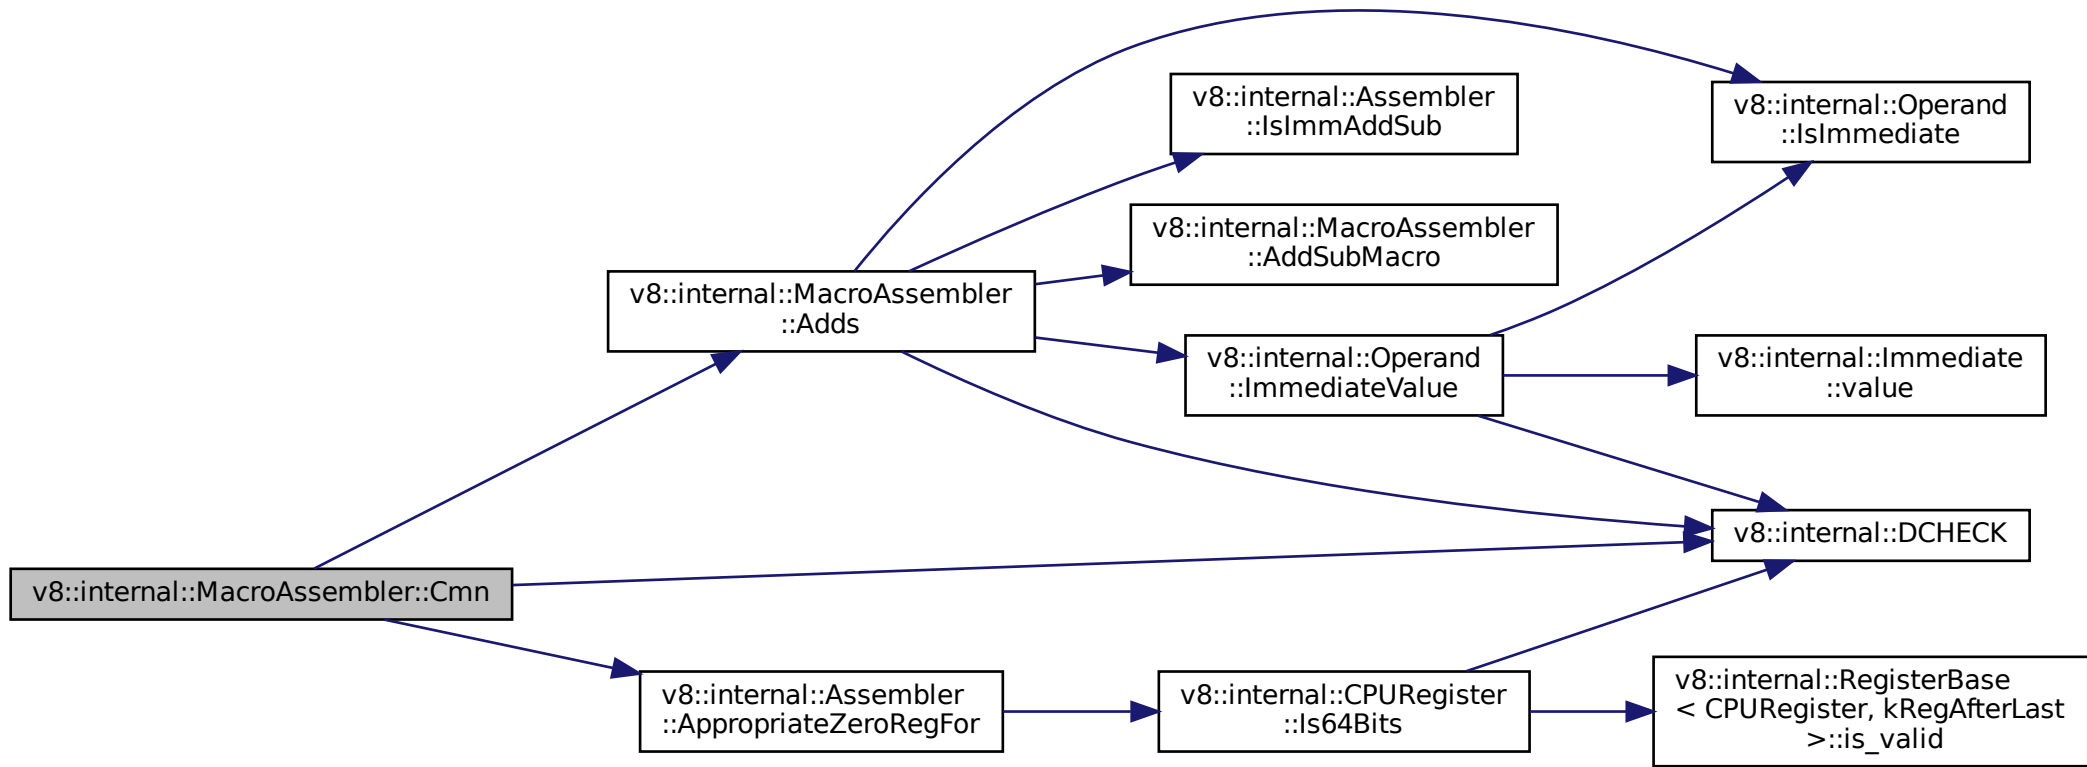 v8::internal::MacroAssembler::Cmn
v8::internal::MacroAssembler
::Adds
v8::internal::Assembler
::AppropriateZeroRegFor
v8::internal::Assembler
::IsImmAddSub
v8::internal::MacroAssembler
::AddSubMacro
v8::internal::Operand
::ImmediateValue
v8::internal::CPURegister
::Is64Bits
v8::internal::Operand
::IsImmediate
v8::internal::Immediate
::value
v8::internal::DCHECK
v8::internal::RegisterBase
< CPURegister, kRegAfterLast
>::is_valid